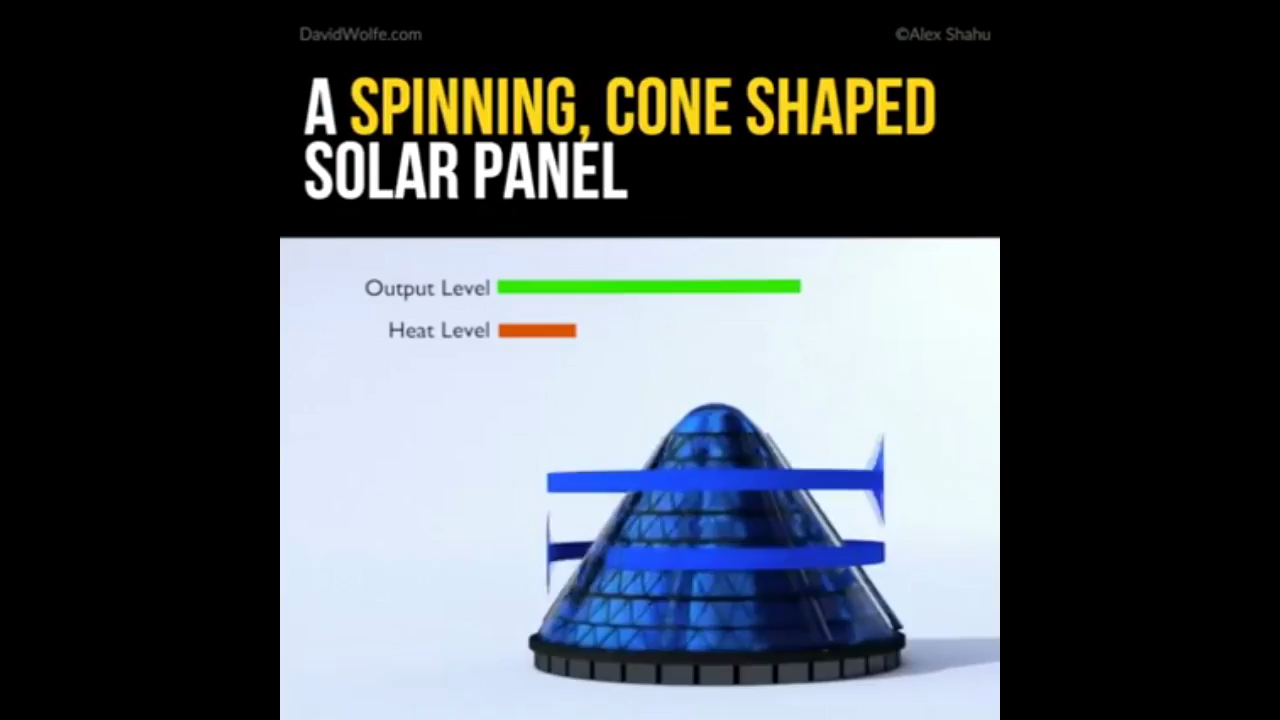 DavidWolfe.com
©Alex Shahu
A SPINNING, CONE SHAPED
SOLAR PANEL
Output Level
Heat Level